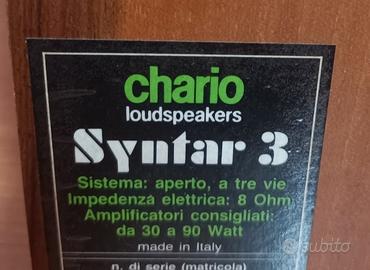 chario
loudspeakers
Syntar 3
Sistema: aperto, a tre vie
Impedenza elettrica: 8 Ohm
Amplificatori consigliati:
da 30 a 90 Watt
made in Italy
n. di serie (matricola)
subito